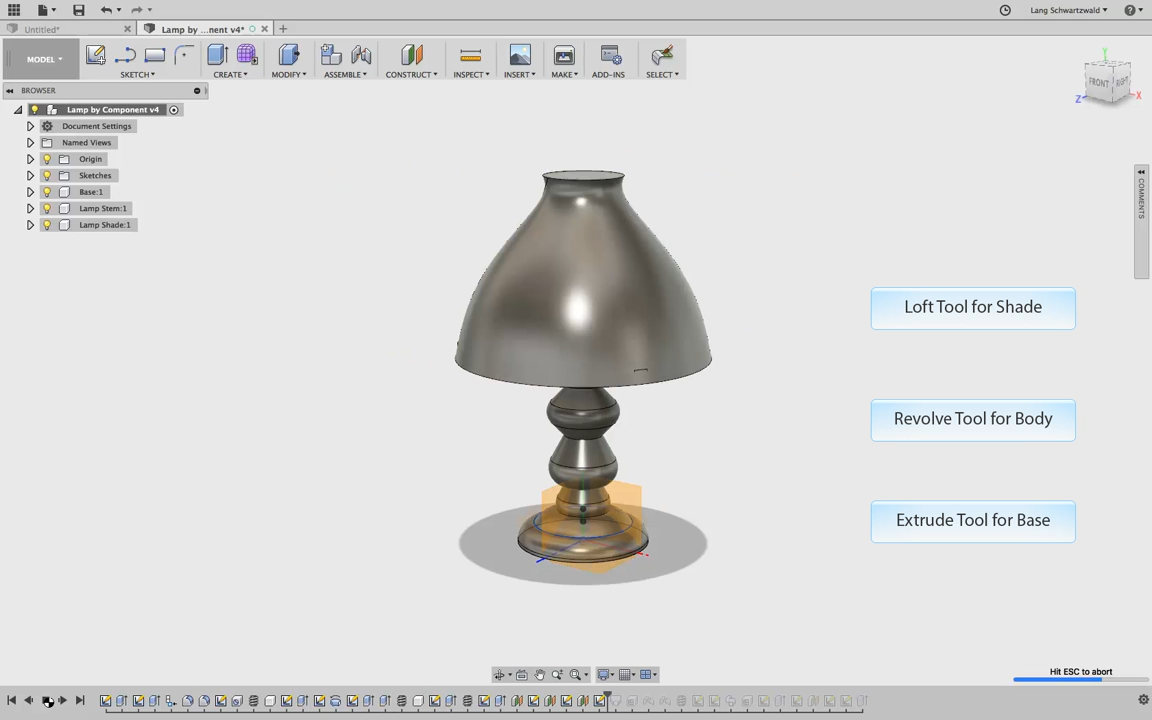 Lang Schwartzwald
Untitled*
Lamp by ...nent v4*
MODEL
SKETCH
CREATE
MODIFY
ASSEMBLE
CONSTRUCT
INSPECT
INSERT
MAKE
ADD-INS
SELECT
BROWSER
Lamp by Component v4
Document Settings
Named Views
Origin
Sketches
Base:1
Lamp Stem:1
Lamp Shade:1
Y
FRONT
RIGHT
Z
X
COMMENTS
Loft Tool for Shade
Revolve Tool for Body
Extrude Tool for Base
Hit ESC to abort